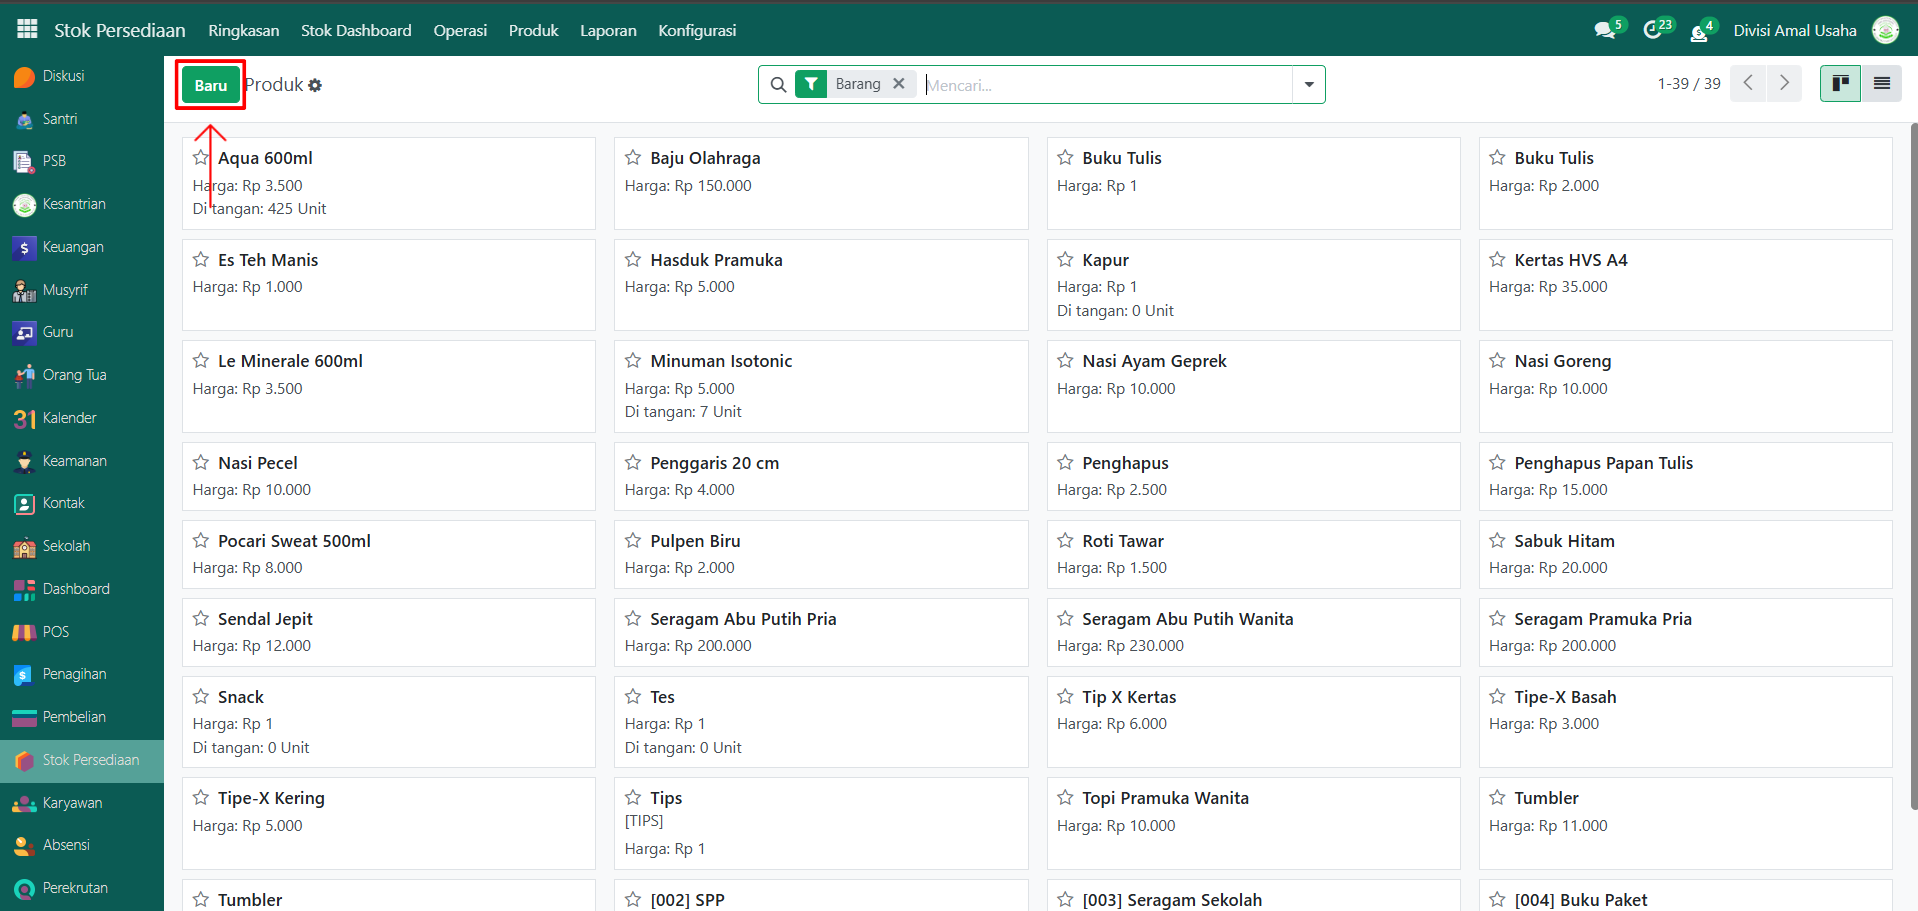 Stok Persediaan Ringkasan Stok Dashboard Operasi Produk Laporan Konfigurasi 5 23 4 Divisi Amal Usaha
Diskusi
Santri
PSB
Kesantrian
Keuangan
Musyrif
Guru
Orang Tua
31 Kalender
Keamanan
Kontak
Sekolah
Dashboard
POS
Penagihan
Pembelian
Stok Persediaan
Karyawan
Absensi
Perekrutan
Baru Produk Barang Mencari... 1-39 / 39
Aqua 600ml
Harga: Rp 3.500
Di tangan: 425 Unit
Baju Olahraga
Harga: Rp 150.000
Buku Tulis
Harga: Rp 1
Buku Tulis
Harga: Rp 2.000
Es Teh Manis
Harga: Rp 1.000
Hasduk Pramuka
Harga: Rp 5.000
Kapur
Harga: Rp 1
Di tangan: 0 Unit
Kertas HVS A4
Harga: Rp 35.000
Le Minerale 600ml
Harga: Rp 3.500
Minuman Isotonic
Harga: Rp 5.000
Di tangan: 7 Unit
Nasi Ayam Geprek
Harga: Rp 10.000
Nasi Goreng
Harga: Rp 10.000
Nasi Pecel
Harga: Rp 10.000
Penggaris 20 cm
Harga: Rp 4.000
Penghapus
Harga: Rp 2.500
Penghapus Papan Tulis
Harga: Rp 15.000
Pocari Sweat 500ml
Harga: Rp 8.000
Pulpen Biru
Harga: Rp 2.000
Roti Tawar
Harga: Rp 1.500
Sabuk Hitam
Harga: Rp 20.000
Sendal Jepit
Harga: Rp 12.000
Seragam Abu Putih Pria
Harga: Rp 200.000
Seragam Abu Putih Wanita
Harga: Rp 230.000
Seragam Pramuka Pria
Harga: Rp 200.000
Snack
Harga: Rp 1
Di tangan: 0 Unit
Tes
Harga: Rp 1
Di tangan: 0 Unit
Tip X Kertas
Harga: Rp 6.000
Tipe-X Basah
Harga: Rp 3.000
Tipe-X Kering
Harga: Rp 5.000
Tips
[TIPS]
Harga: Rp 1
Topi Pramuka Wanita
Harga: Rp 10.000
Tumbler
Harga: Rp 11.000
Tumbler
[002] SPP
[003] Seragam Sekolah
[004] Buku Paket